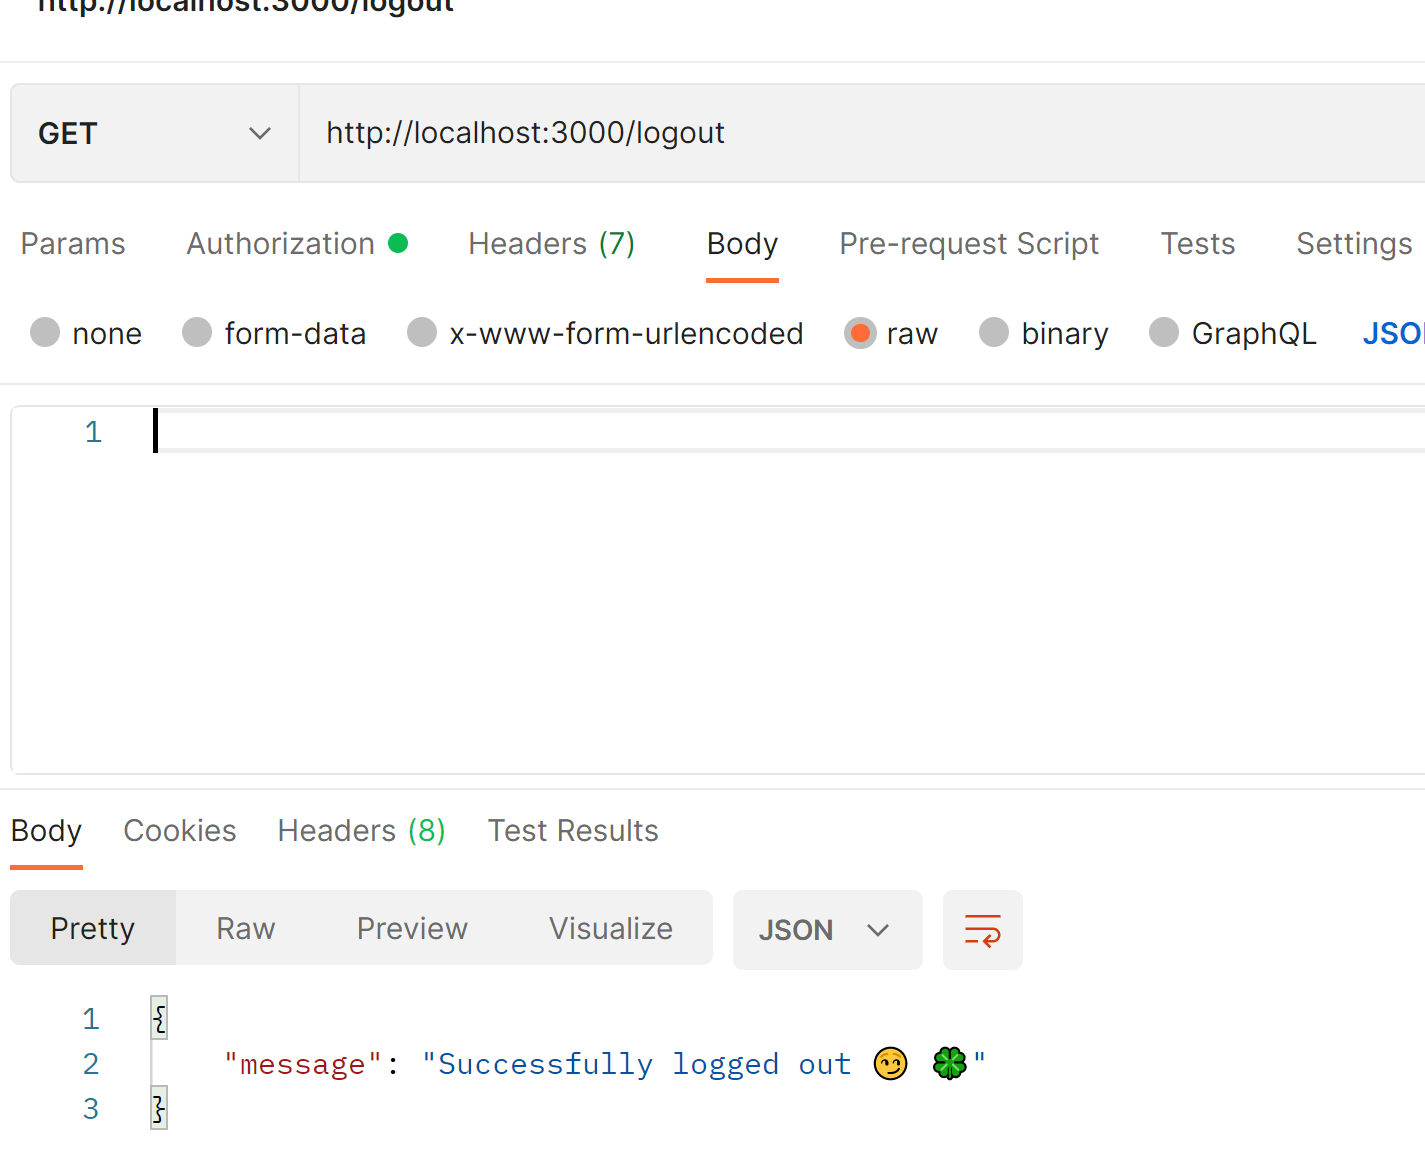 http://localhost:3000/logout
GET http://localhost:3000/logout
Params Authorization Headers (7) Body Pre-request Script Tests Settings
none form-data x-www-form-urlencoded raw binary GraphQL
1
Body Cookies Headers (8) Test Results
Pretty Raw Preview Visualize JSON
1 {
2 "message": "Successfully logged out 😏 🍀"
3 }